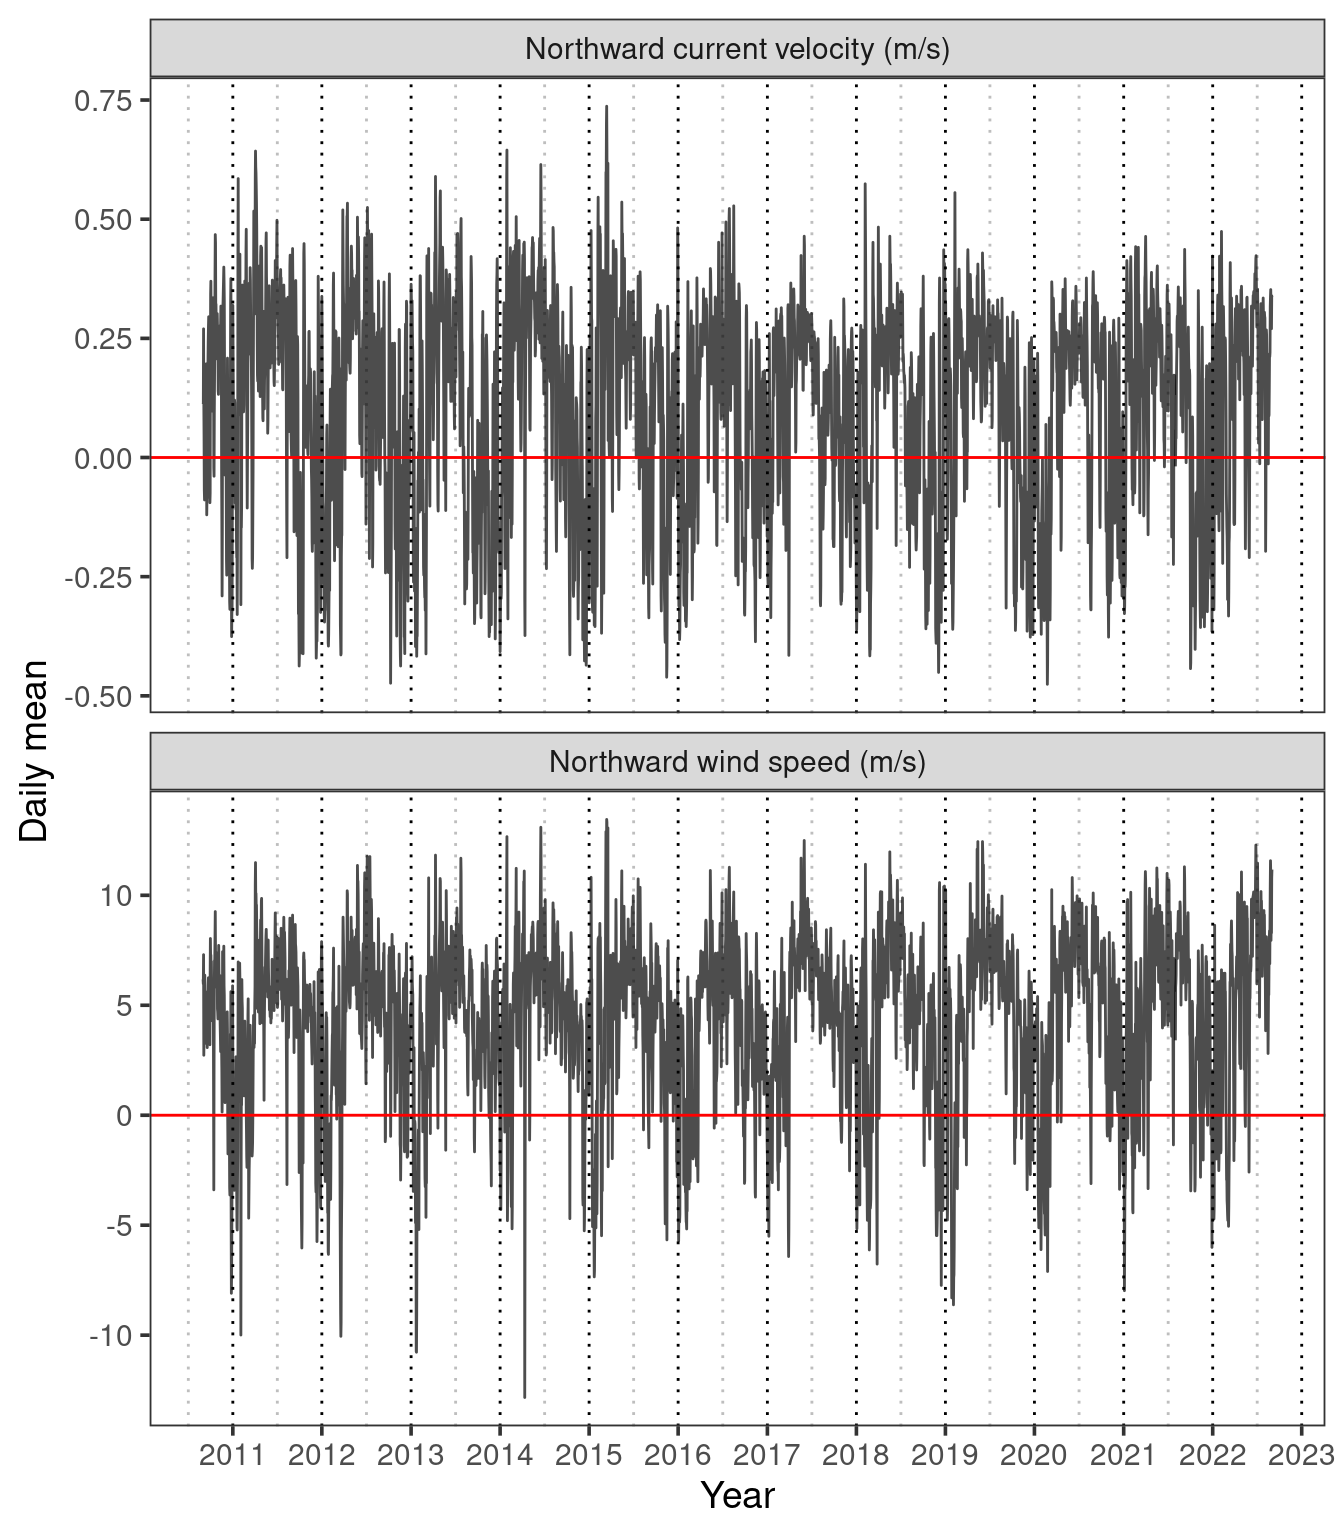 Northward current velocity (m/s)
0.75
0.50
0.25
0.00
-0.25
-0.50
Daily mean
Northward wind speed (m/s)
10
5
0
-5
-10
2011 2012 2013 2014 2015 2016 2017 2018 2019 2020 2021 2022 2023
Year